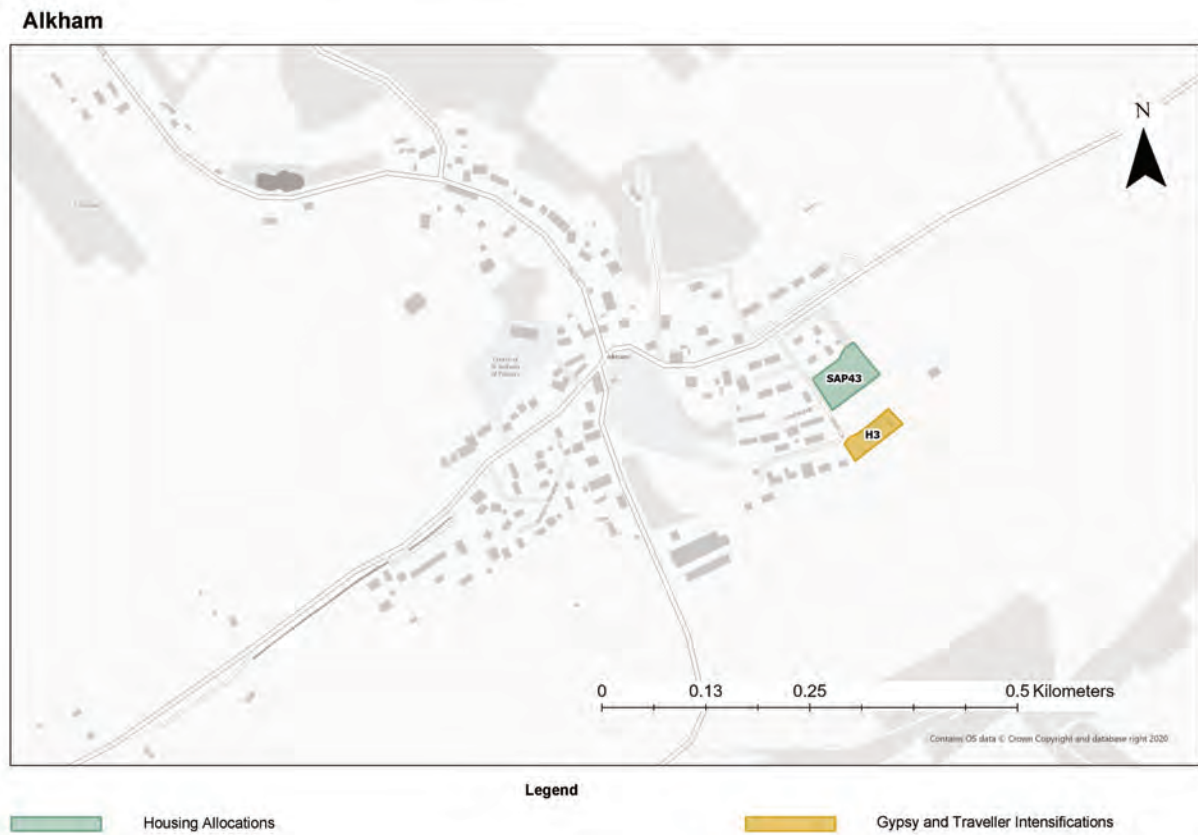 Alkham
N
SAP43
H3
0 0.13 0.25 0.5 Kilometers
Contains OS data © Crown Copyright and database right 2020
Legend
Housing Allocations
Gypsy and Traveller Intensifications